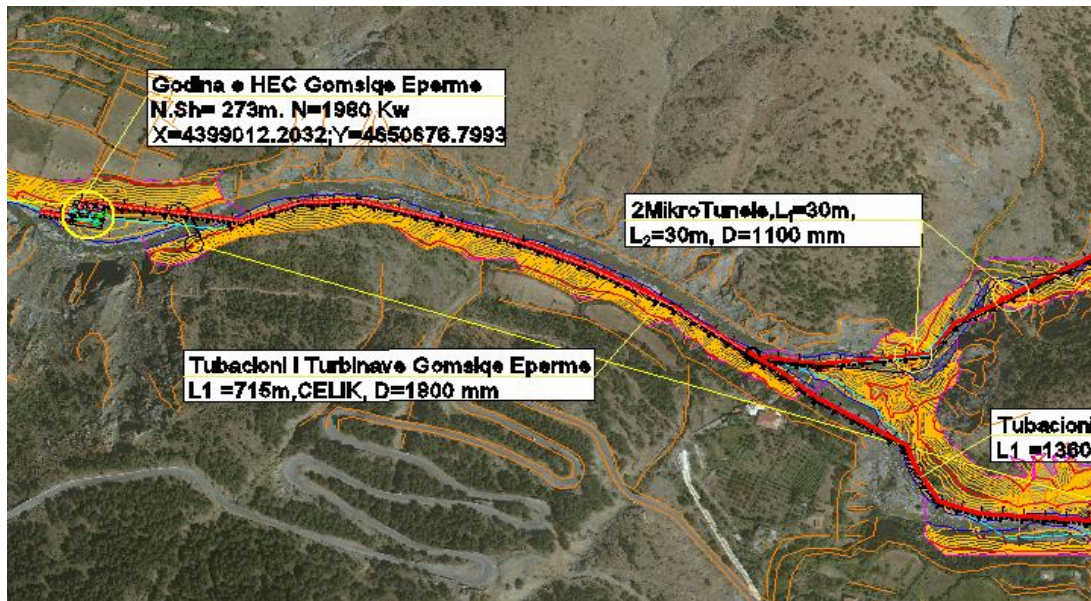 Godina e HEC Gomsiqe Eperme
N.Sh= 273m. N=1980 Kw
X=4399012.2032;Y=4650676.7993
2MikroTunele,L₁=30m,
L₂=30m, D=1100 mm
Tubacioni i Turbinave Gomsiqe Eperme
L1 =715m,CELIK, D=1800 mm
Tubacioni
L1 =1360